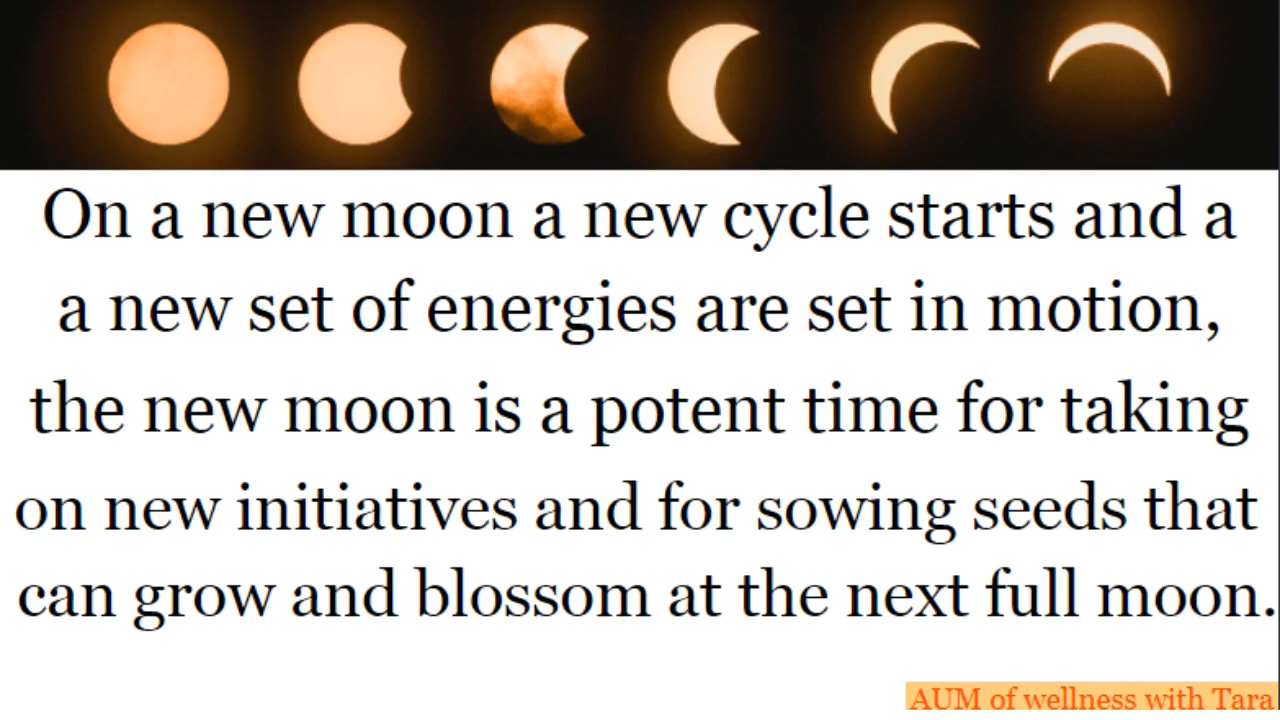 On a new moon a new cycle starts and a
a new set of energies are set in motion,
the new moon is a potent time for taking
on new initiatives and for sowing seeds that
can grow and blossom at the next full moon.
AUM of wellness with Tara